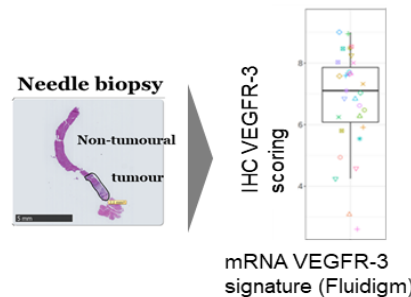 Needle biopsy
Non-tumoural
tumour
5 mm
IHC VEGFR-3
scoring
8
6
4
mRNA VEGFR-3
signature (Fluidigm)